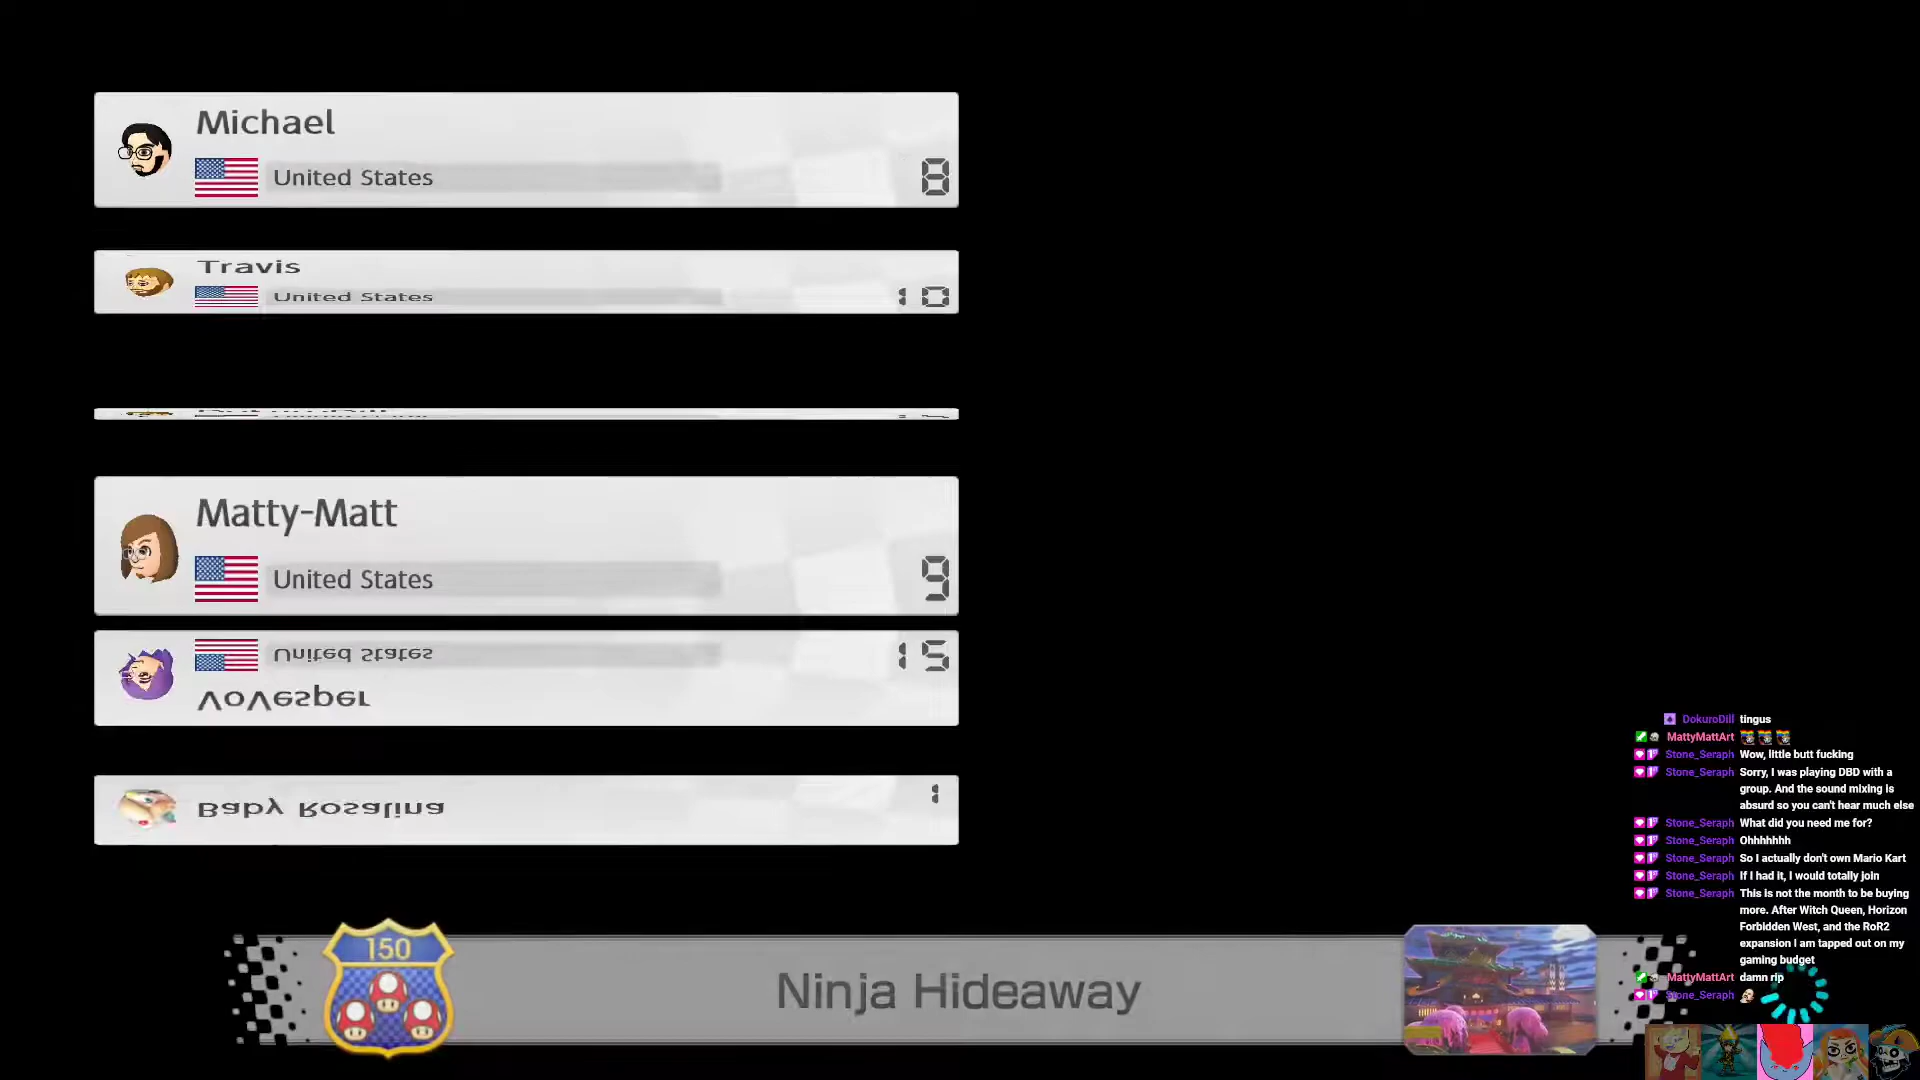 Michael
United States
8
Travis
United States
10
Matty-Matt
United States
9
United States
15
VoVesper
1
Baby Rosalina
150
Ninja Hideaway
DokuroDill tingus
MattyMattArt
Stone_Seraph Wow, little butt fucking
Stone_Seraph Sorry, I was playing DBD with a
group. And the sound mixing is
absurd so you can't hear much else
Stone_Seraph What did you need me for?
Stone_Seraph Ohhhhhhh
Stone_Seraph So I actually don't own Mario Kart
Stone_Seraph If I had it, I would totally join
Stone_Seraph This is not the month to be buying
more. After Witch Queen, Horizon
Forbidden West, and the RoR2
expansion I am tapped out on my
gaming budget
MattyMattArt damn rip
Stone_Seraph